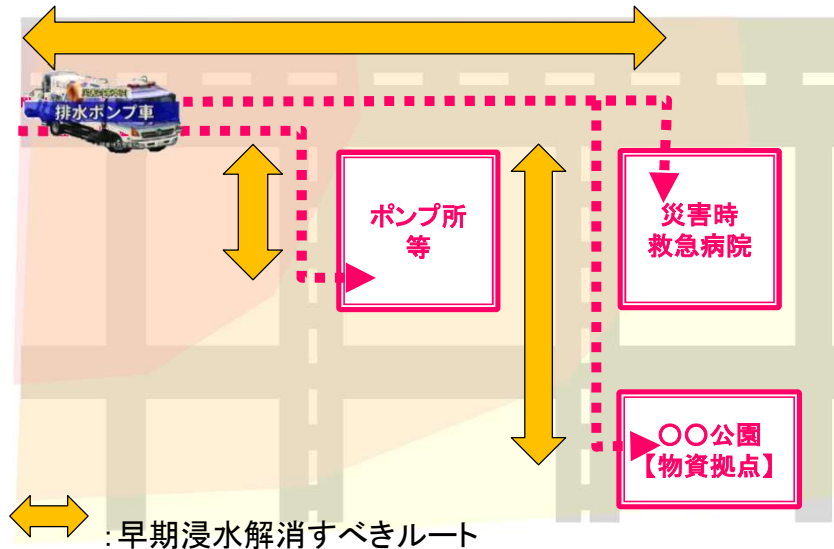 排水ポンプ車
ポンプ所
等
災害時
救急病院
〇〇公園
【物資拠点】
：早期浸水解消すべきルート